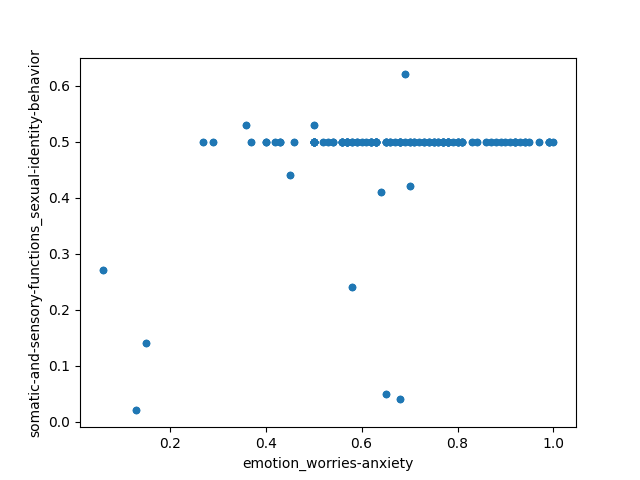 somatic-and-sensory-functions_sexual-identity-behavior
0.6
0.5
0.4
0.3
0.2
0.1
0.0
0.2 0.4 0.6 0.8 1.0
emotion_worries-anxiety